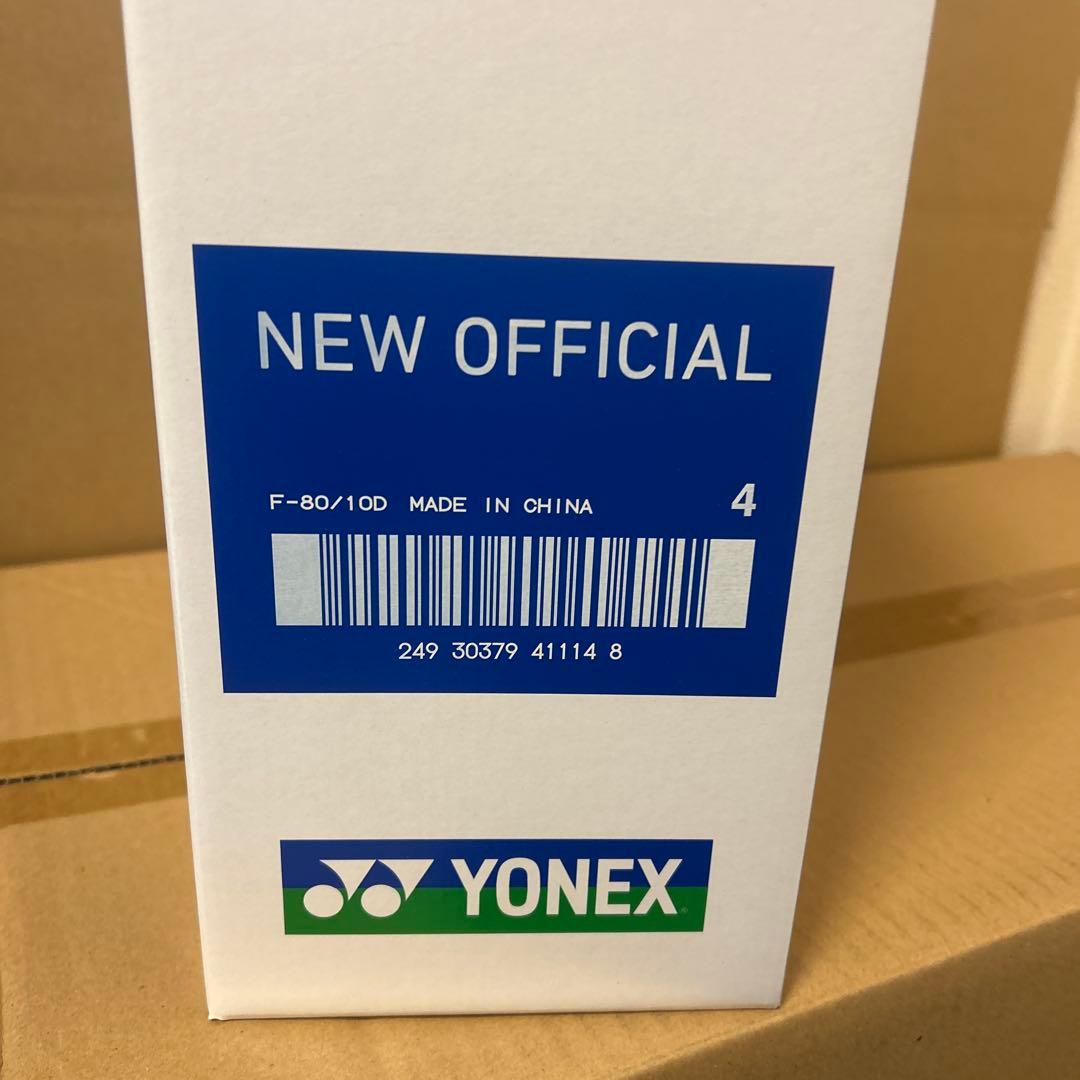 NEW OFFICIAL
F-80/10D MADE IN CHINA 4
249 30379 41114 8
YONEX